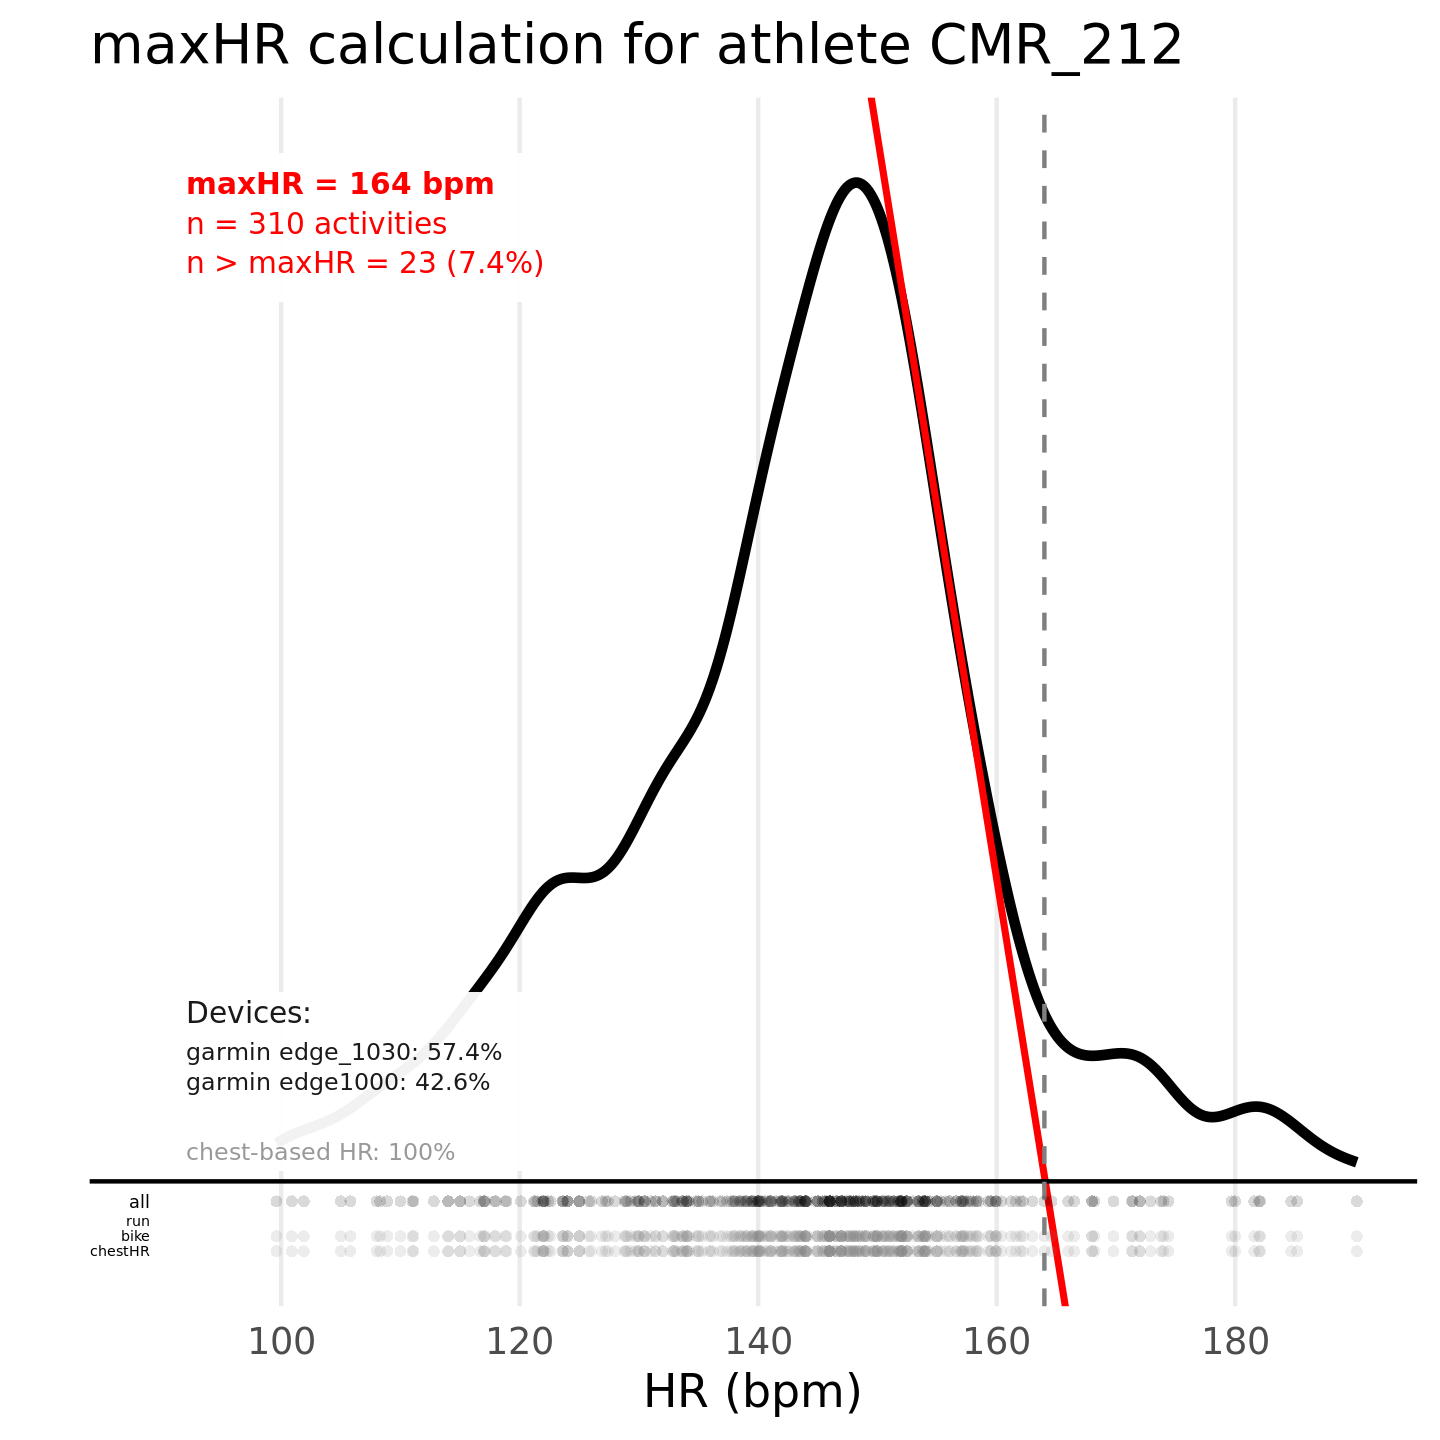 maxHR calculation for athlete CMR_212
maxHR = 164 bpm
n = 310 activities
n > maxHR = 23 (7.4%)
Devices:
garmin edge_1030: 57.4%
garmin edge1000: 42.6%
chest-based HR: 100%
all
run
bike
chestHR
100 120 140 160 180
HR (bpm)